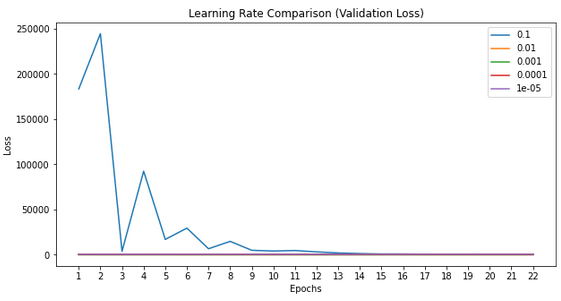 Learning Rate Comparison (Validation Loss)
250000
200000
150000
100000
50000
0
Loss
0.1
0.01
0.001
0.0001
1e-05
1 2 3 4 5 6 7 8 9 10 11 12 13 14 15 16 17 18 19 20 21 22
Epochs